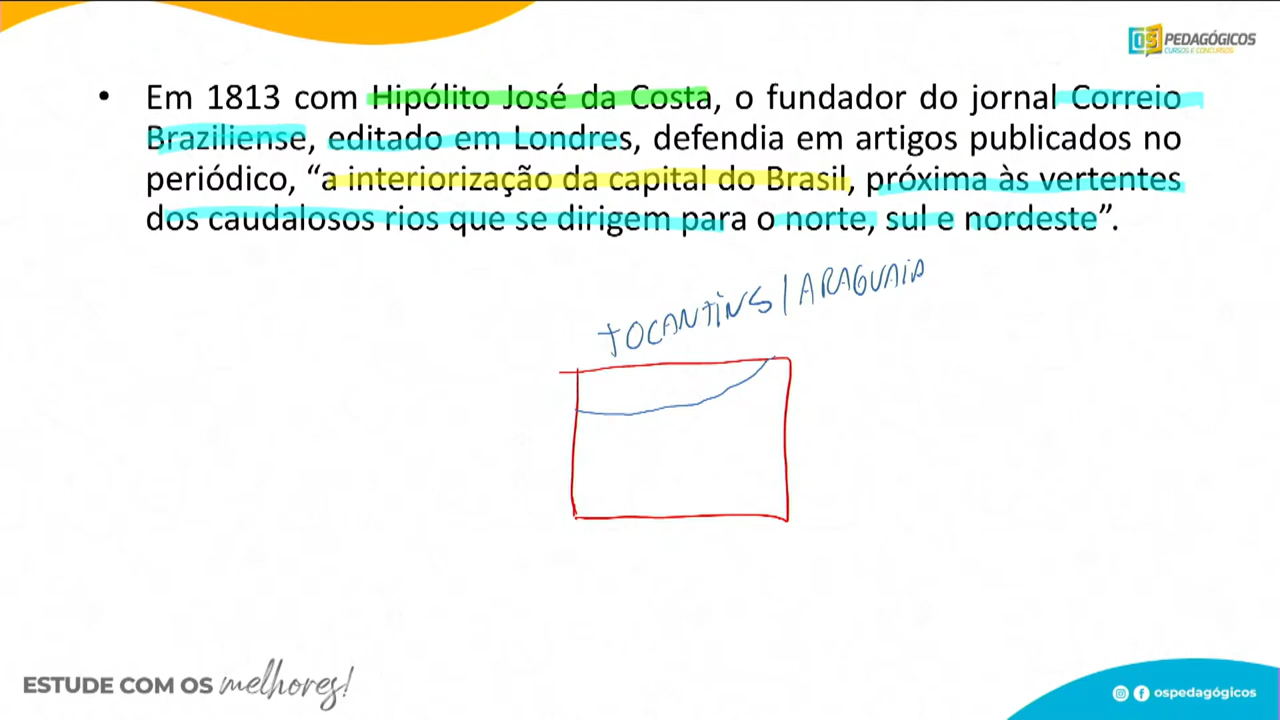 OS PEDAGÓGICOS
CURSOS E CONCURSOS
• Em 1813 com Hipólito José da Costa, o fundador do jornal Correio
Braziliense, editado em Londres, defendia em artigos publicados no
periódico, “a interiorização da capital do Brasil, próxima às vertentes
dos caudalosos rios que se dirigem para o norte, sul e nordeste”.
TOCANTINS/ARAGUAIA
ESTUDE COM OS melhores!
ospedagógicos